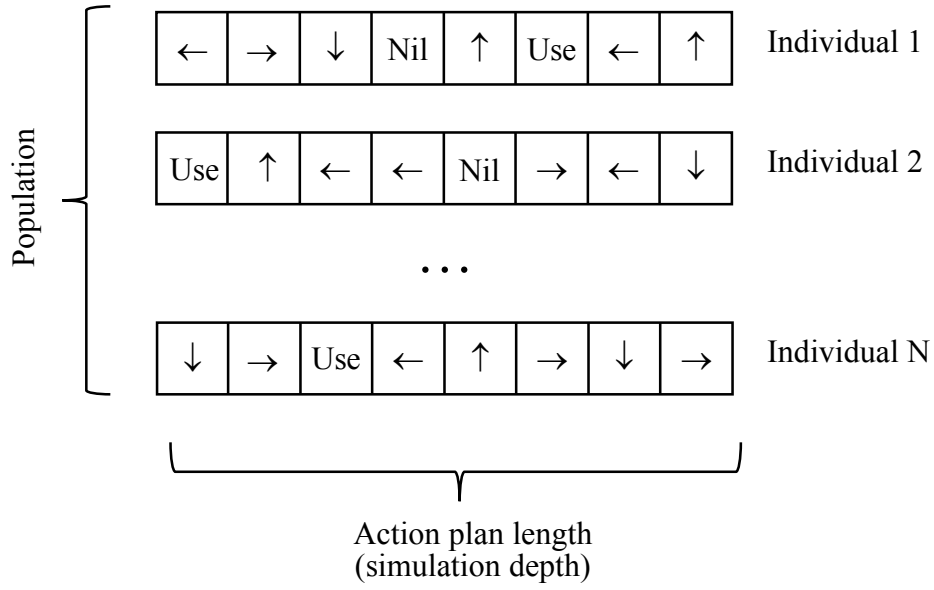 ← → ↓ Nil ↑ Use ← ↑ Individual 1
Use ↑ ← ← Nil → ← ↓ Individual 2
Population
...
↓ → Use ← ↑ → ↓ → Individual N
Action plan length
(simulation depth)